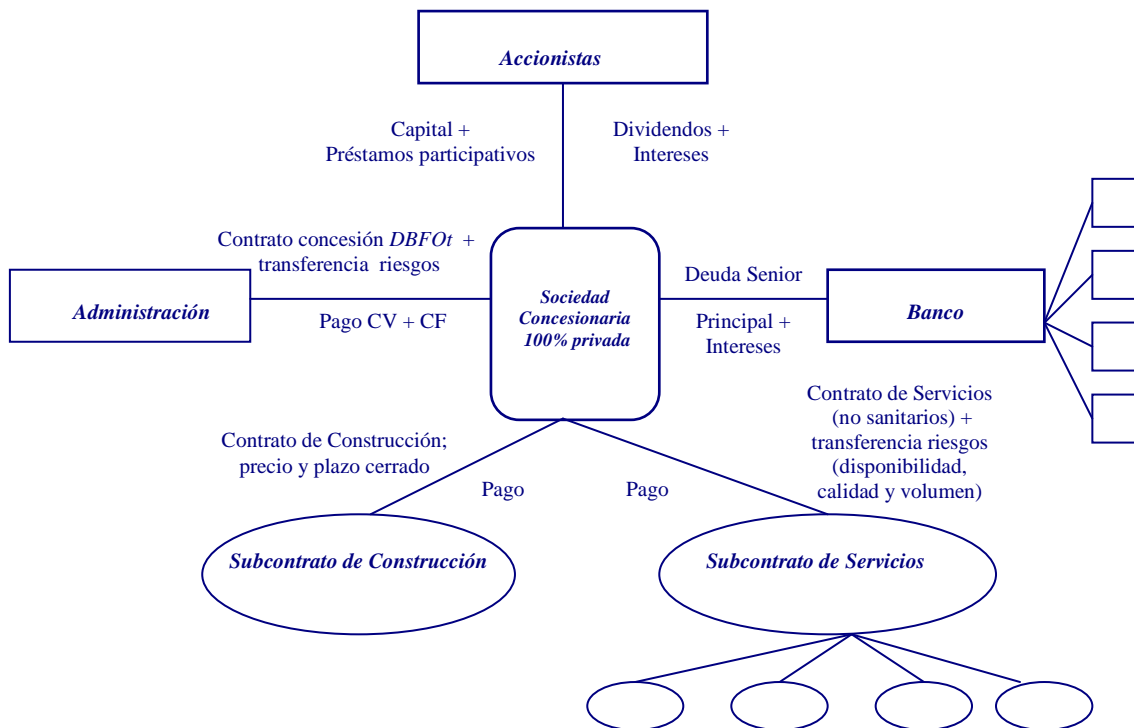 Accionistas
Capital +
Préstamos participativos
Dividendos +
Intereses
Contrato concesión DBFOt +
transferencia riesgos
Administración
Pago CV + CF
Sociedad
Concesionaria
100% privada
Deuda Senior
Principal +
Intereses
Banco
Contrato de Construcción;
precio y plazo cerrado
Pago
Pago
Contrato de Servicios
(no sanitarios) +
transferencia riesgos
(disponibilidad,
calidad y volumen)
Subcontrato de Construcción
Subcontrato de Servicios